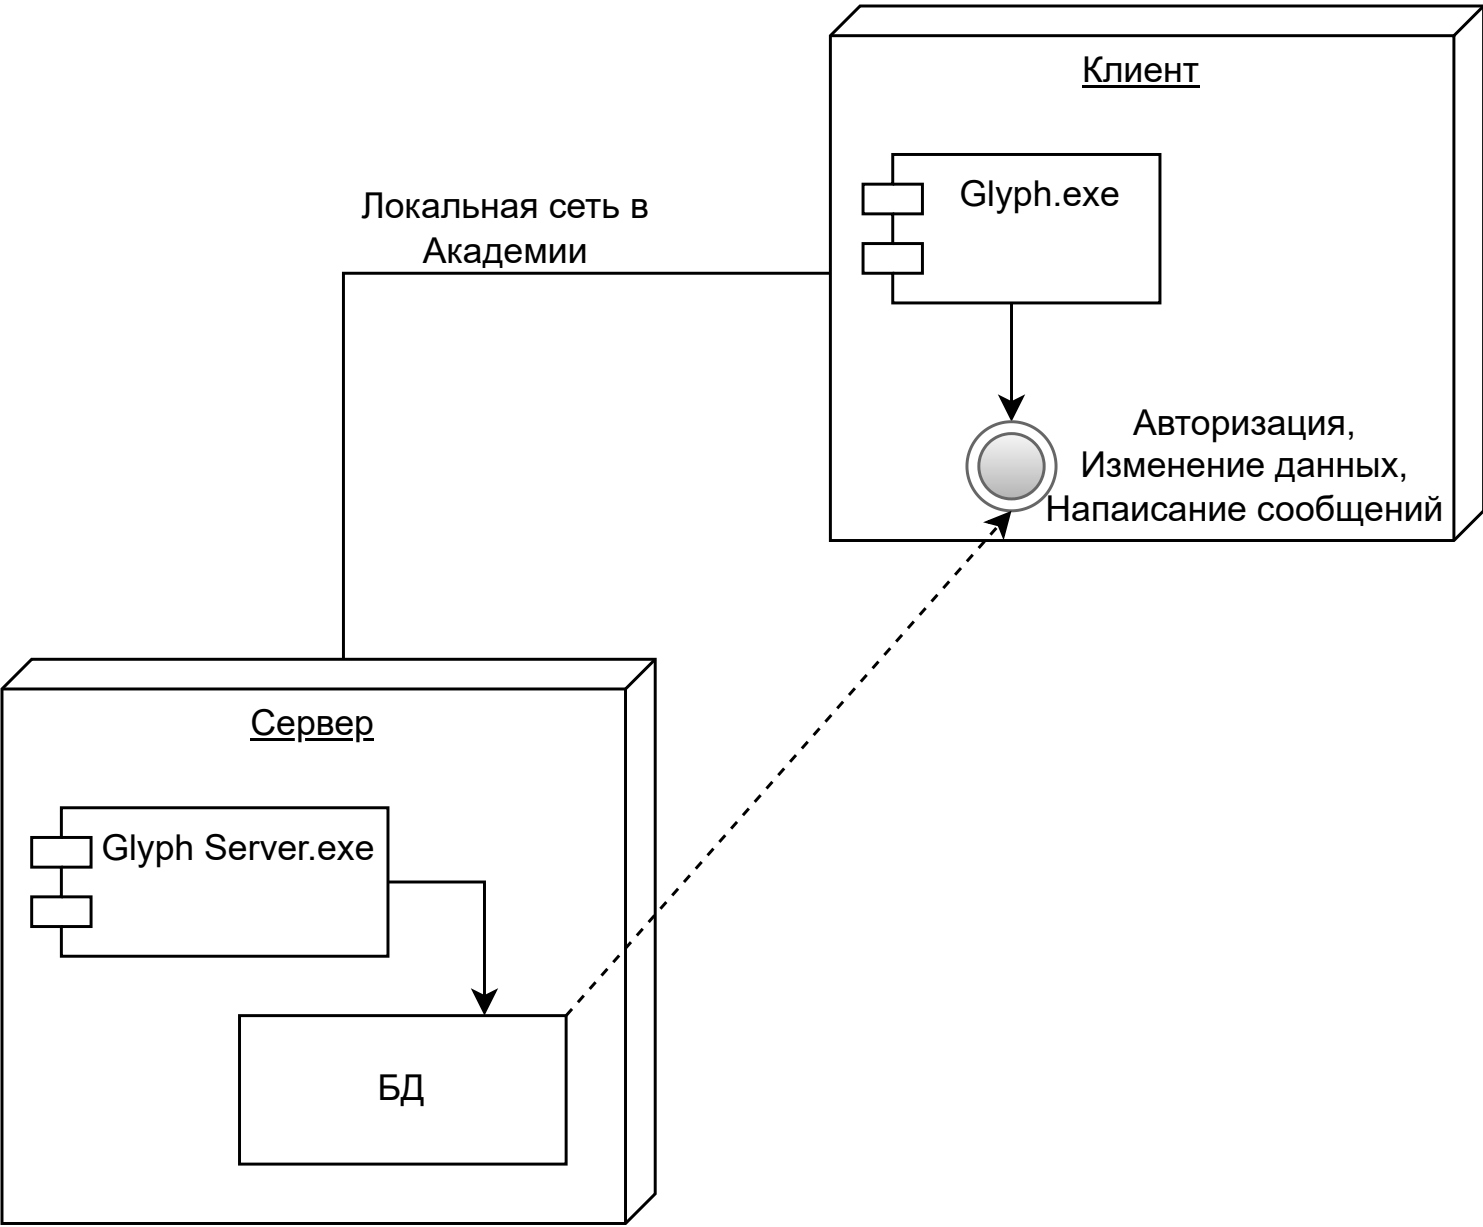 Клиент
Glyph.exe
Локальная сеть в
Академии
Авторизация,
Изменение данных,
Напаисание сообщений
Сервер
Glyph Server.exe
БД